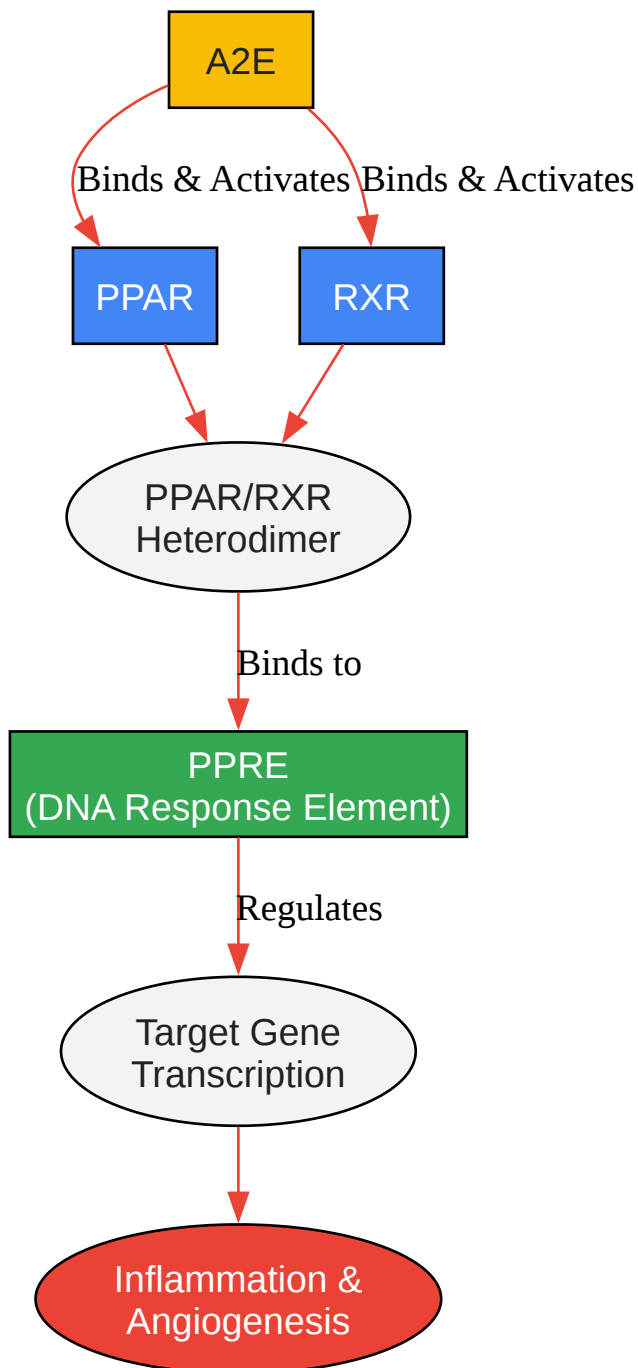 A2E
Binds & Activates
Binds & Activates
PPAR
RXR
PPAR/RXR
Heterodimer
Binds to
PPRE
(DNA Response Element)
Regulates
Target Gene
Transcription
Inflammation &
Angiogenesis